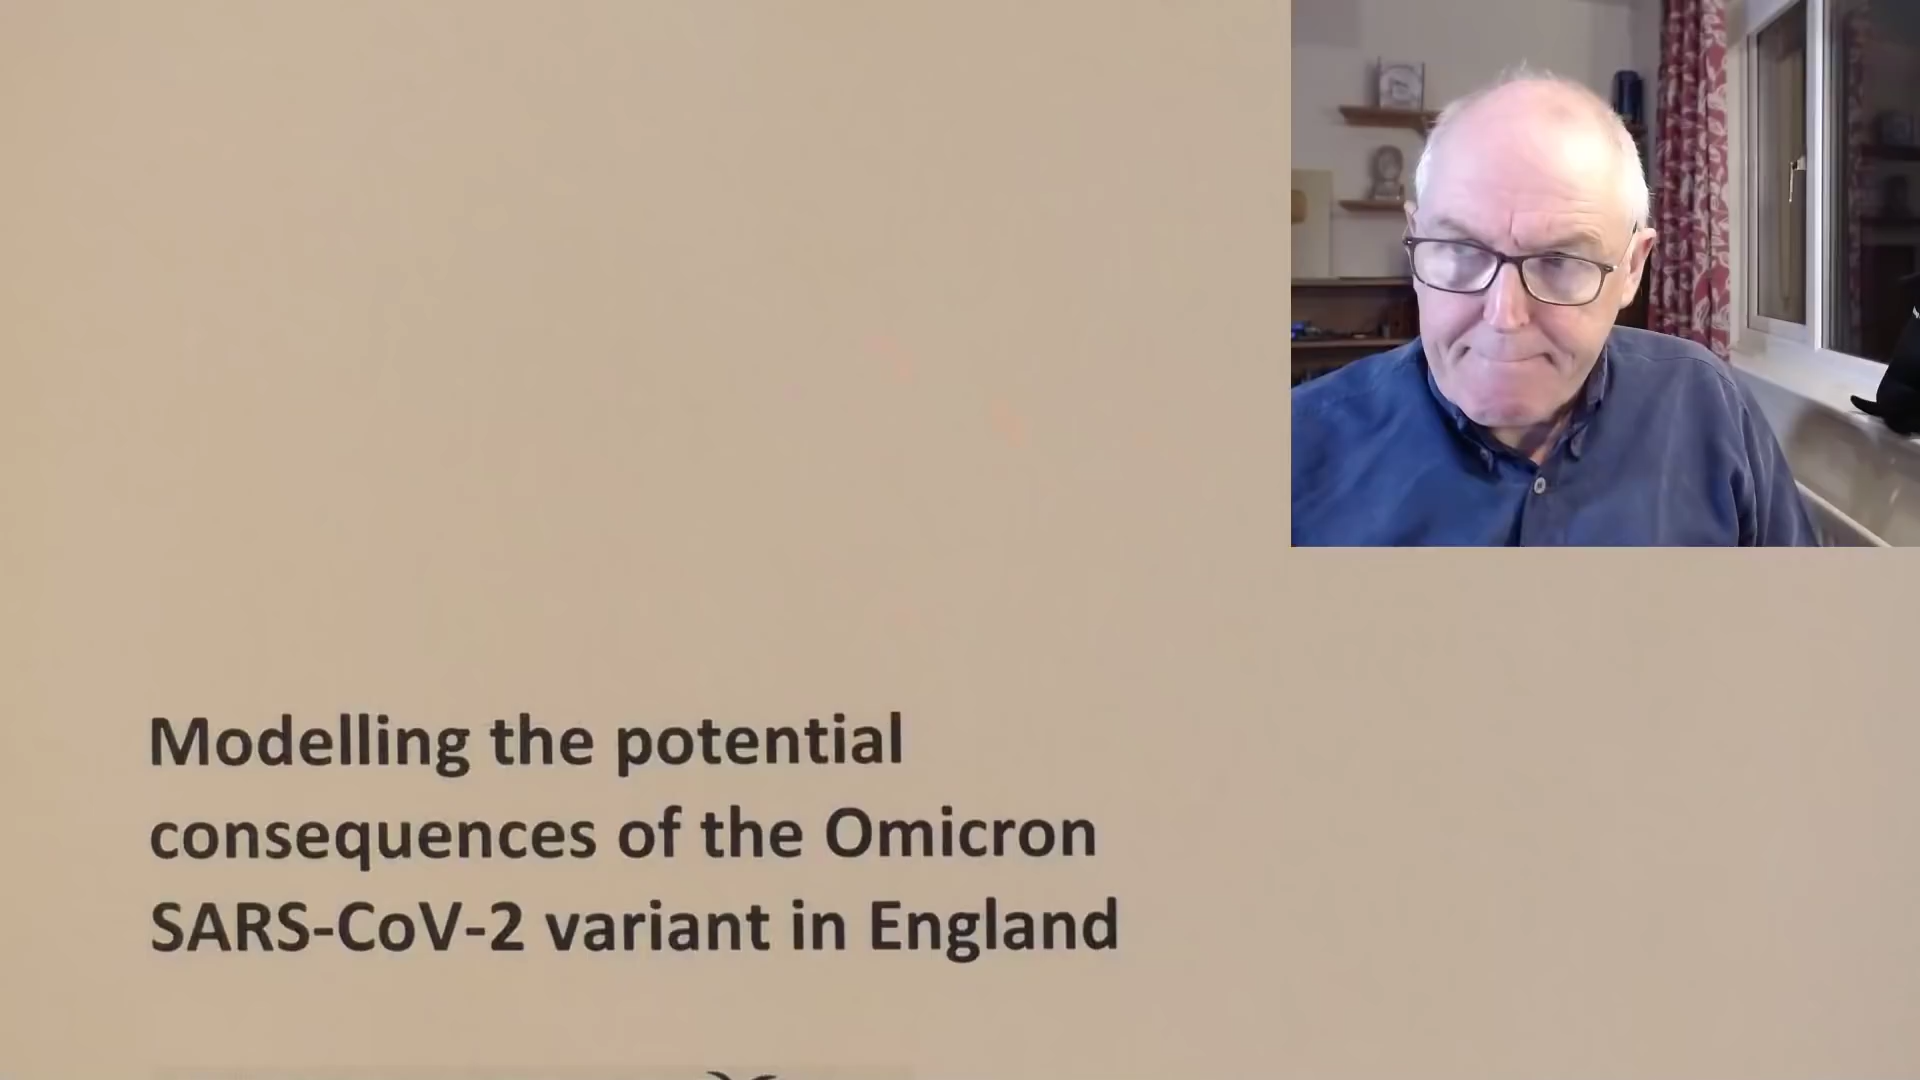 Modelling the potential
consequences of the Omicron
SARS-CoV-2 variant in England